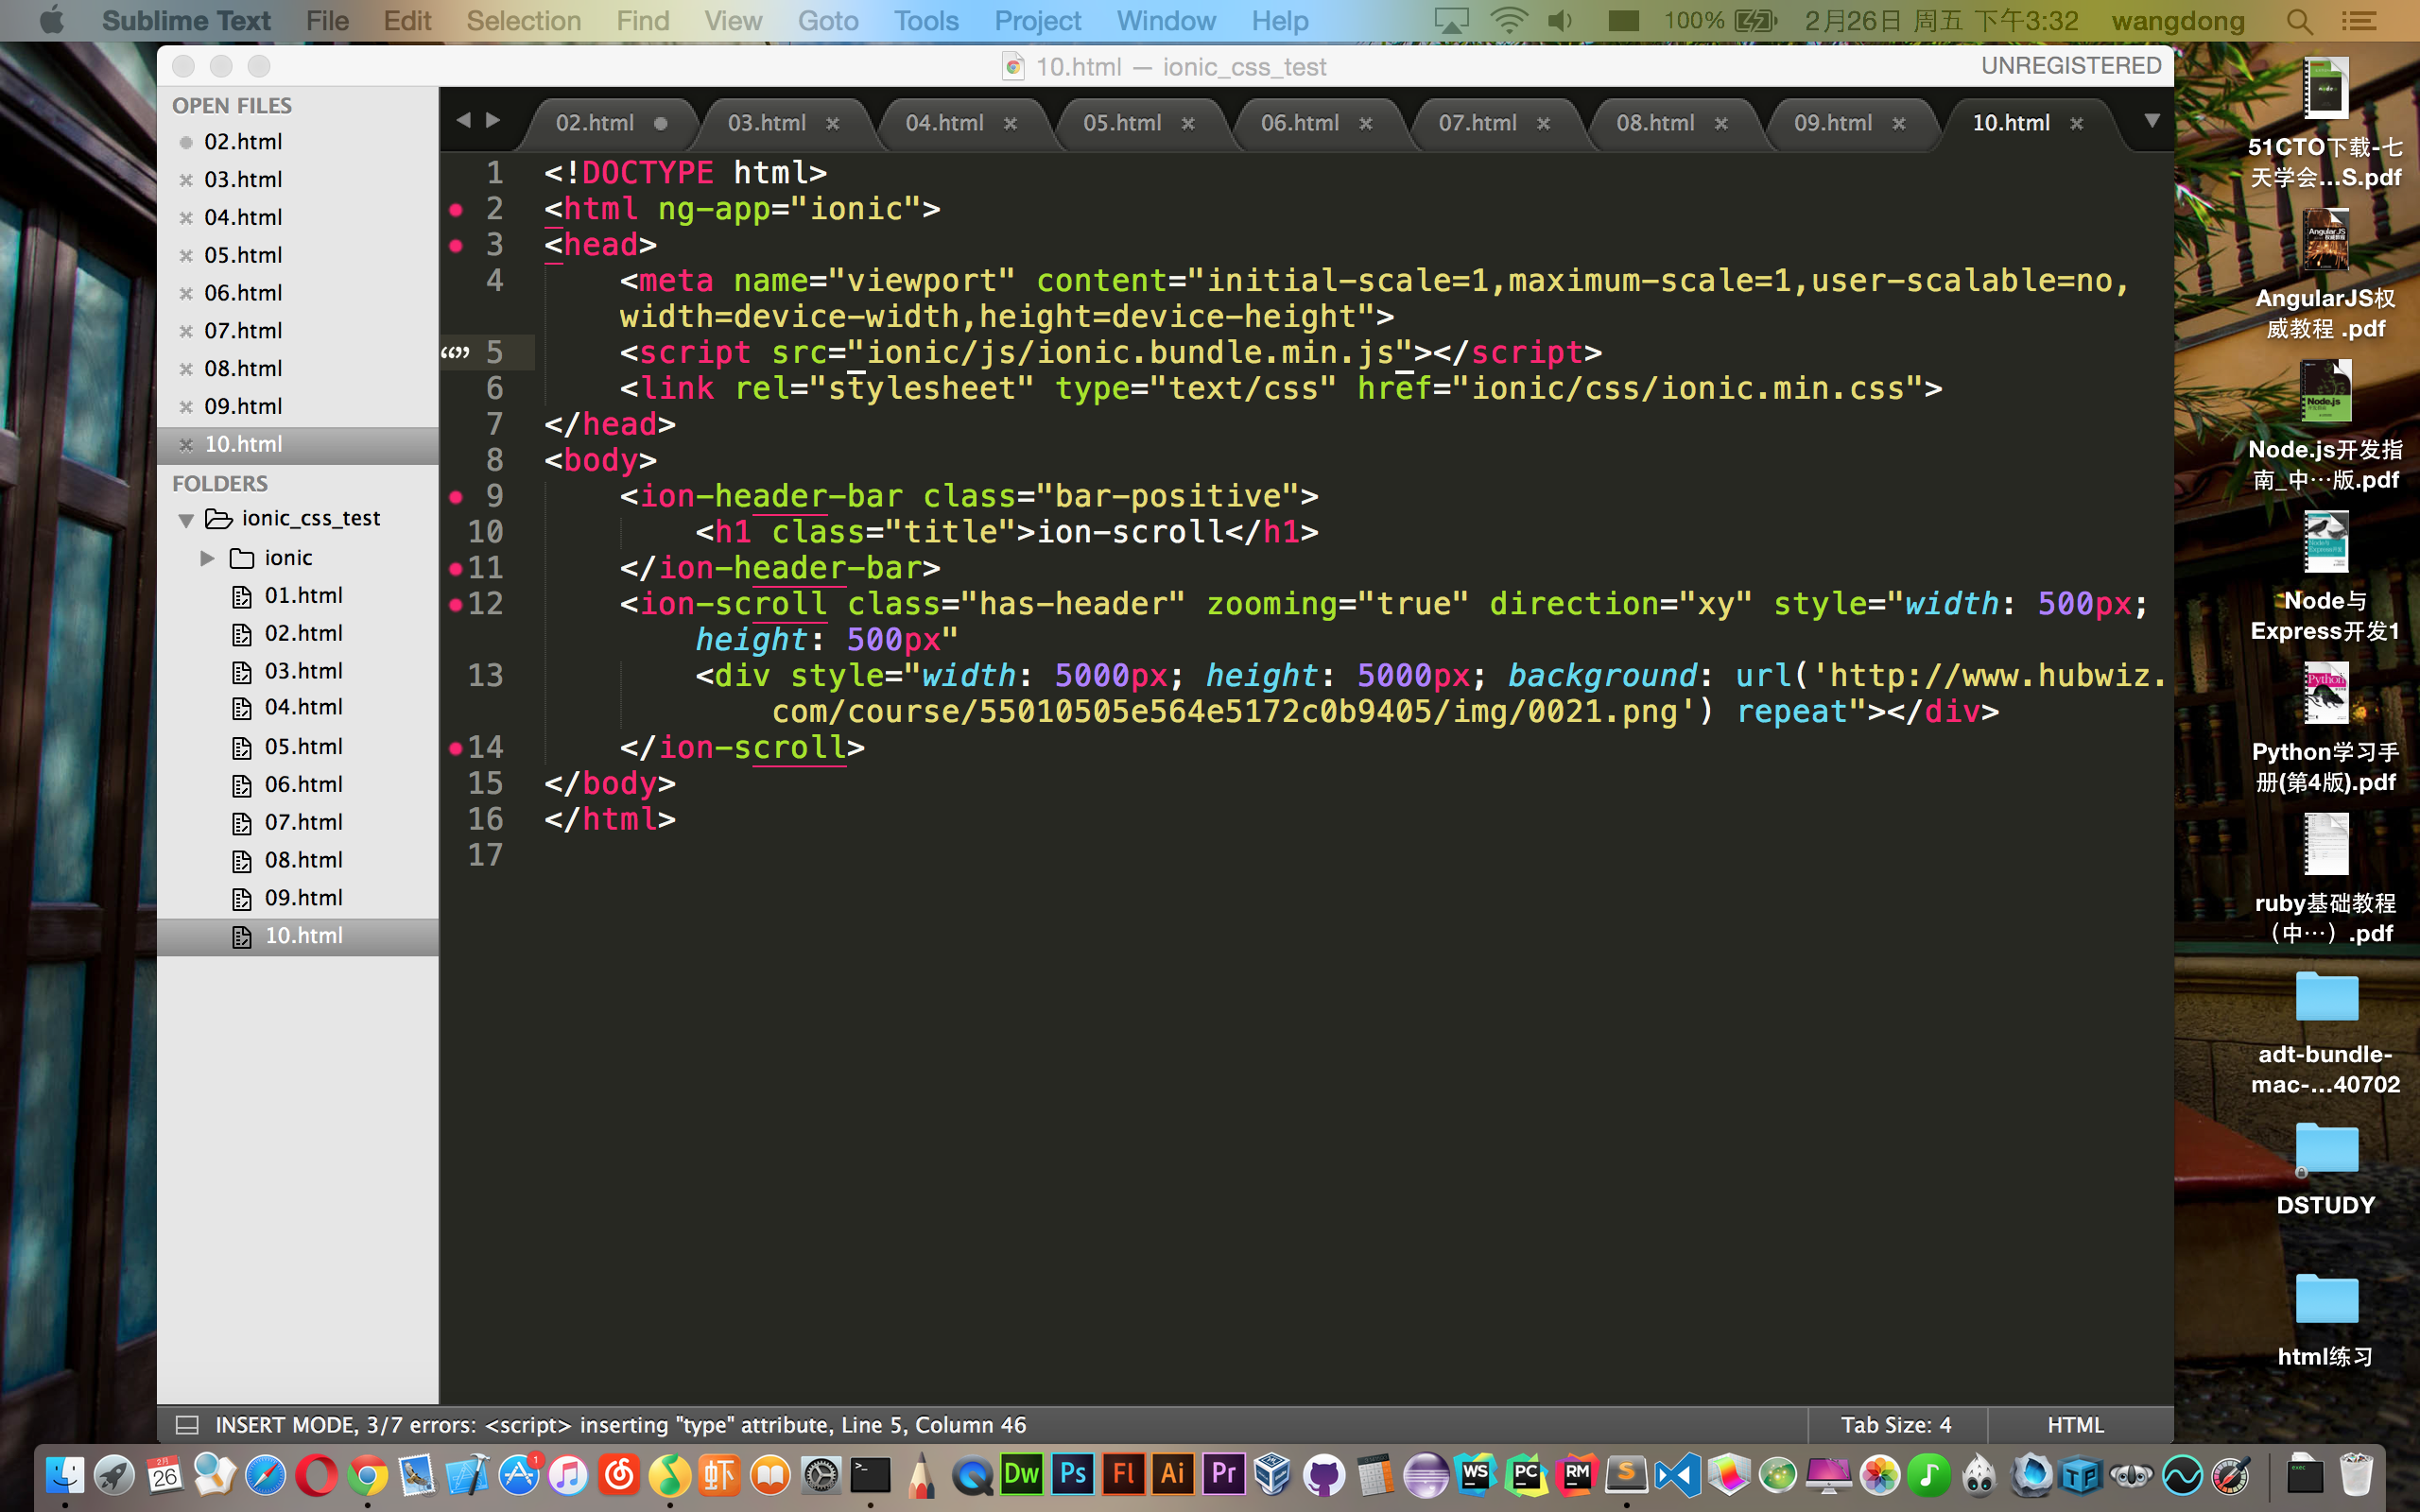 Sublime Text File Edit Selection Find View Goto Tools Project Window Help 100% 2月26日 周五 下午3:32 wangdong
10.html — ionic_css_test UNREGISTERED
OPEN FILES
02.html
03.html
04.html
05.html
06.html
07.html
08.html
09.html
10.html
FOLDERS
ionic_css_test
ionic
01.html
02.html
03.html
04.html
05.html
06.html
07.html
08.html
09.html
10.html
02.html 03.html 04.html 05.html 06.html 07.html 08.html 09.html 10.html
1 <!DOCTYPE html>
2 <html ng-app="ionic">
3 <head>
4 <meta name="viewport" content="initial-scale=1,maximum-scale=1,user-scalable=no,
width=device-width,height=device-height">
5 <script src="ionic/js/ionic.bundle.min.js"></script>
6 <link rel="stylesheet" type="text/css" href="ionic/css/ionic.min.css">
7 </head>
8 <body>
9 <ion-header-bar class="bar-positive">
10 <h1 class="title">ion-scroll</h1>
11 </ion-header-bar>
12 <ion-scroll class="has-header" zooming="true" direction="xy" style="width: 500px;
height: 500px"
13 <div style="width: 5000px; height: 5000px; background: url('http://www.hubwiz.
com/course/55010505e564e5172c0b9405/img/0021.png') repeat"></div>
14 </ion-scroll>
15 </body>
16 </html>
17
INSERT MODE, 3/7 errors: <script> inserting "type" attribute, Line 5, Column 46 Tab Size: 4 HTML
51CTO下载-七
天学会...S.pdf
AngularJS权
威教程 .pdf
Node.js开发指
南_中…版.pdf
Node与
Express开发1
Python学习手
册(第4版).pdf
ruby基础教程
（中…）.pdf
adt-bundle-
mac-...40702
DSTUDY
html练习
2月
26
1
虾
Dw Ps Fl Ai Pr
WS PC RM S
TP
exec